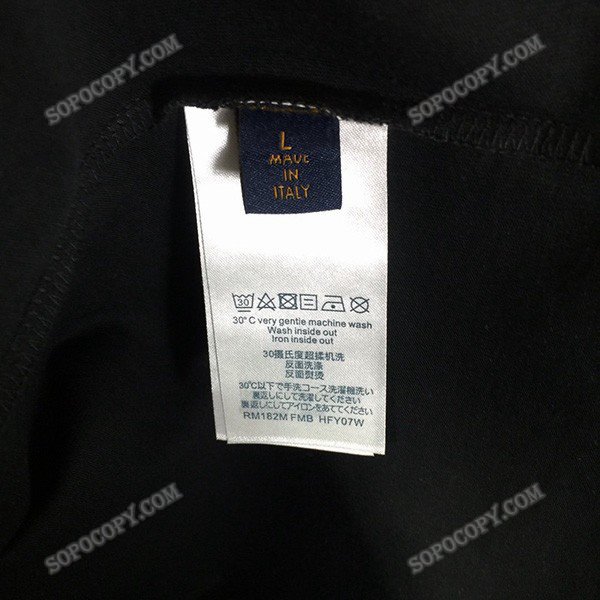 SOPOCOPY.COM
SOPOCOPY.COM
L
MADE
IN
ITALY
30
30°C very gentle machine wash
Wash inside out
Iron inside out
30摄氏度超柔机洗
反面洗涤
反面熨烫
30℃以下で手洗コース洗濯機洗い
裏返しにして洗濯してください
裏返しにしてアイロンをあててください
RM182M FMB HFY07W
SOPOCOPY.COM
SOPOCOPY.COM